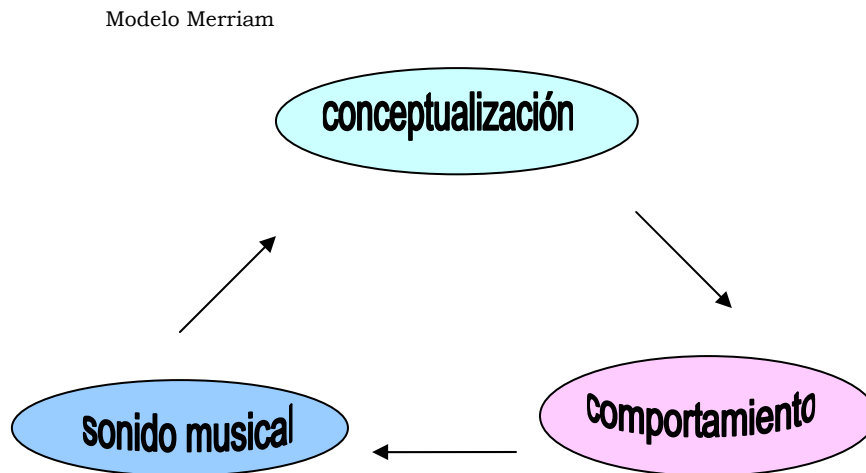 Modelo Merriam
conceptualización
comportamiento
sonido musical